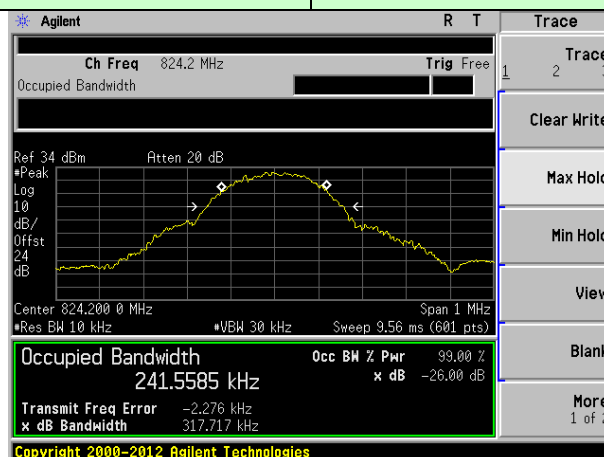 Agilent R T Trace
Ch Freq 824.2 MHz Trig Free
Occupied Bandwidth
Trace
1 2
Clear Write
Max Hold
Min Hold
View
Blank
More
1 of 2
Ref 34 dBm Atten 20 dB
#Peak
Log
10
dB/
Offst
24
dB
Center 824.200 0 MHz Span 1 MHz
#Res BW 10 kHz #VBW 30 kHz Sweep 9.56 ms (601 pts)
Occupied Bandwidth Occ BW % Pwr 99.00 %
241.5585 kHz x dB -26.00 dB
Transmit Freq Error -2.276 kHz
x dB Bandwidth 317.717 kHz
Copyright 2000-2012 Agilent Technologies